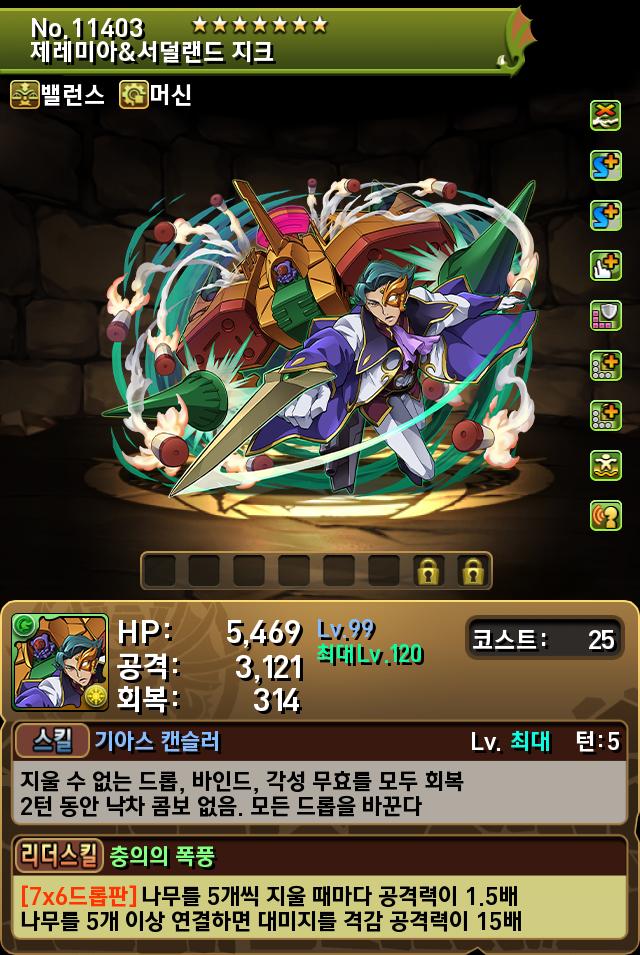 No.11403
제레미아&서덜랜드 지크
밸런스 머신
HP: 5,469 Lv.99
공격: 3,121 최대Lv.120
회복: 314
코스트: 25
스킬 기아스 캔슬러 Lv. 최대 턴:5
지울 수 없는 드롭, 바인드, 각성 무효를 모두 회복
2턴 동안 낙차 콤보 없음. 모든 드롭을 바꾼다
리더스킬 충의의 폭풍
[7x6드롭판] 나무를 5개씩 지울 때마다 공격력이 1.5배
나무를 5개 이상 연결하면 대미지를 격감 공격력이 15배